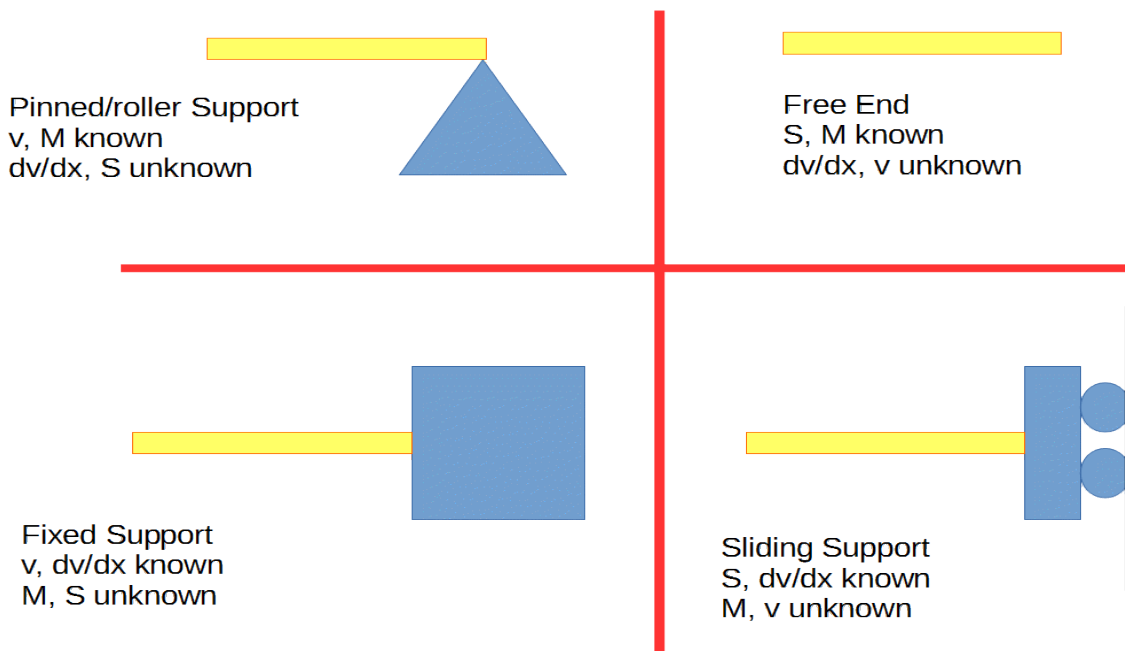 Pinned/roller Support
v, M known
dv/dx, S unknown
Free End
S, M known
dv/dx, v unknown
Fixed Support
v, dv/dx known
M, S unknown
Sliding Support
S, dv/dx known
M, v unknown